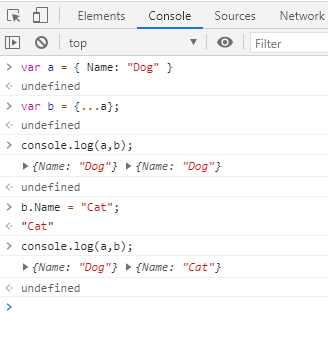 Elements Console Sources Network
top Filter
> var a = { Name: "Dog" }
undefined
> var b = {...a};
undefined
> console.log(a,b);
{Name: "Dog"} {Name: "Dog"}
undefined
> b.Name = "Cat";
"Cat"
> console.log(a,b);
{Name: "Dog"} {Name: "Cat"}
undefined
>